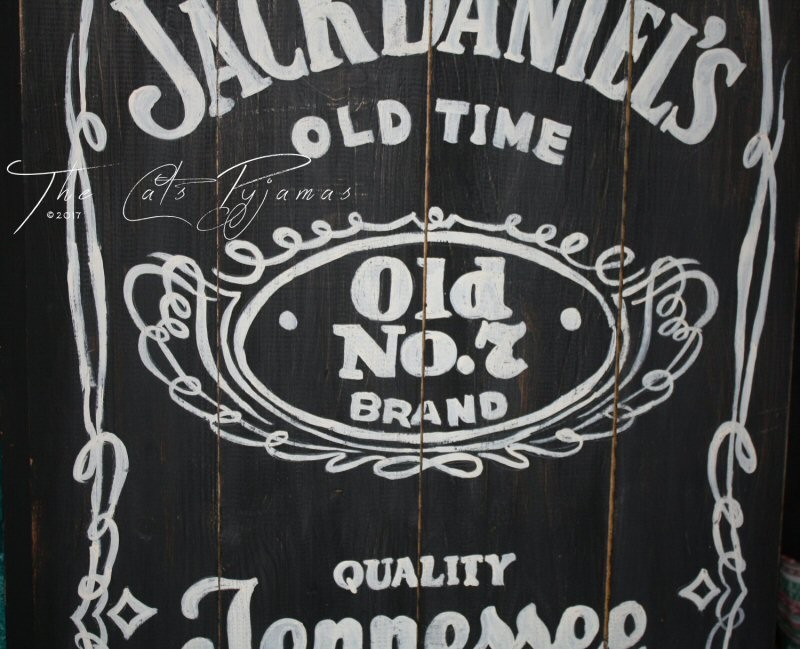 JACK DANIEL'S
OLD TIME
The Cat's Pyjamas
©2017
Old
No.7
BRAND
QUALITY
Tennessee